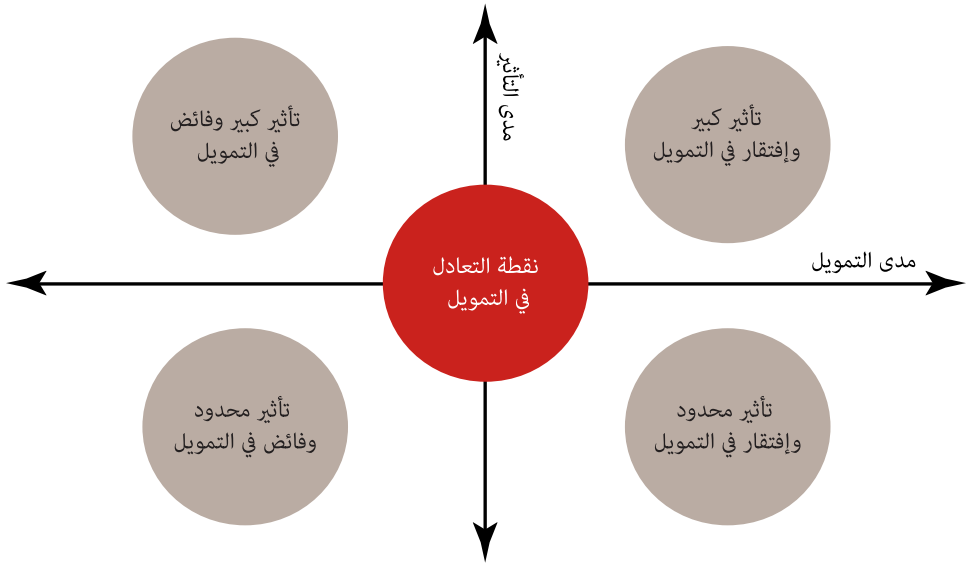 مدى التأثير
تأثير كبير
وإفتقار في التمويل
تأثير كبير وفائض
في التمويل
مدى التمويل
نقطة التعادل
في التمويل
تأثير محدود
وإفتقار في التمويل
تأثير محدود
وفائض في التمويل